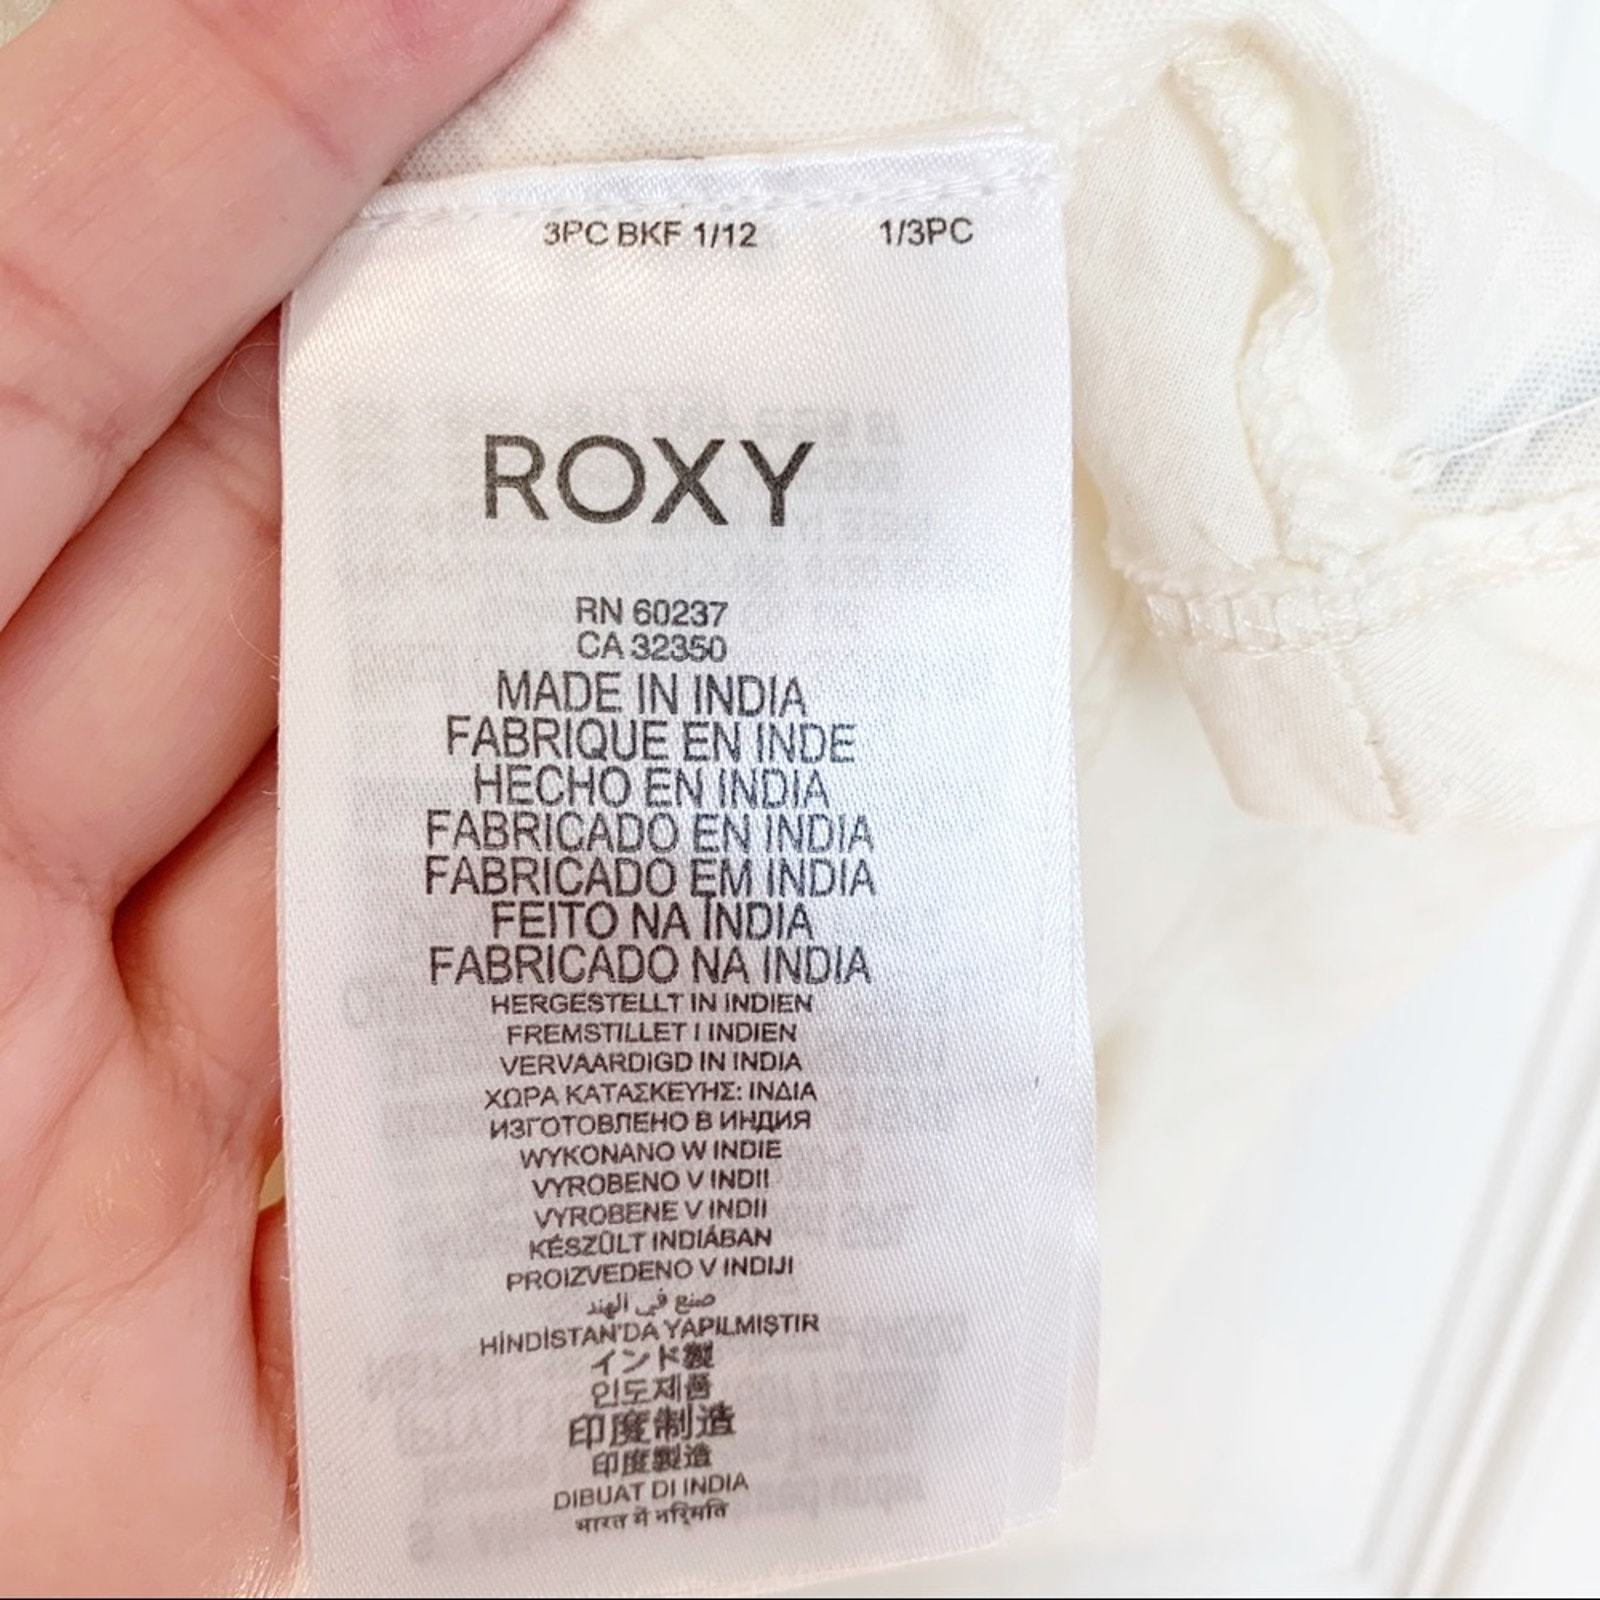 3PC BKF 1/12 1/3PC
ROXY
RN 60237
CA 32350
MADE IN INDIA
FABRIQUE EN INDE
HECHO EN INDIA
FABRICADO EN INDIA
FABRICADO EM INDIA
FEITO NA ÍNDIA
FABRICADO NA INDIA
HERGESTELLT IN INDIEN
FREMSTILLET I INDIEN
VERVAARDIGD IN INDIA
ΧΩΡΑ ΚΑΤΑΣΚΕΥΗΣ: ΙΝΔΙΑ
ИЗГОТОВЛЕНО В ИНДИЯ
WYKONANO W INDIE
VYROBENO V INDII
VYROBENE V INDII
KÉSZÜLT INDIÁBAN
PROIZVEDENO V INDIJI
صنع في الهند
HİNDİSTAN'DA YAPILMIŞTIR
インド製
인도제품
印度制造
印度製造
DIBUAT DI INDIA
भारत में नर्िमति